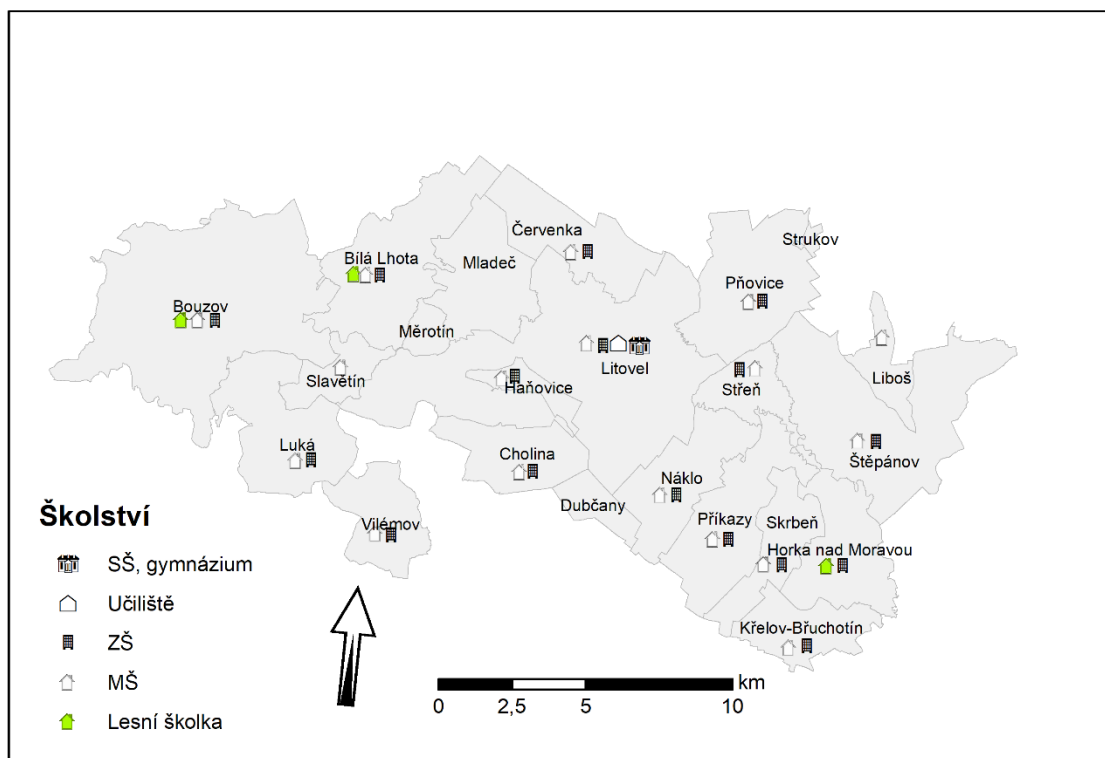 Červenka
Strukov
Bílá Lhota
Mladeč
Pňovice
Bouzov
Měrotín
Litovel
Liboš
Slavětín
Haňovice
Střeň
Luká
Cholina
Štěpánov
Náklo
Dubčany
Příkazy
Skrbeň
Vilémov
Horka nad Moravou
Křelov-Břuchotín
Školství
SŠ, gymnázium
Učiliště
ZŠ
MŠ
Lesní školka
km
0 2,5 5 10